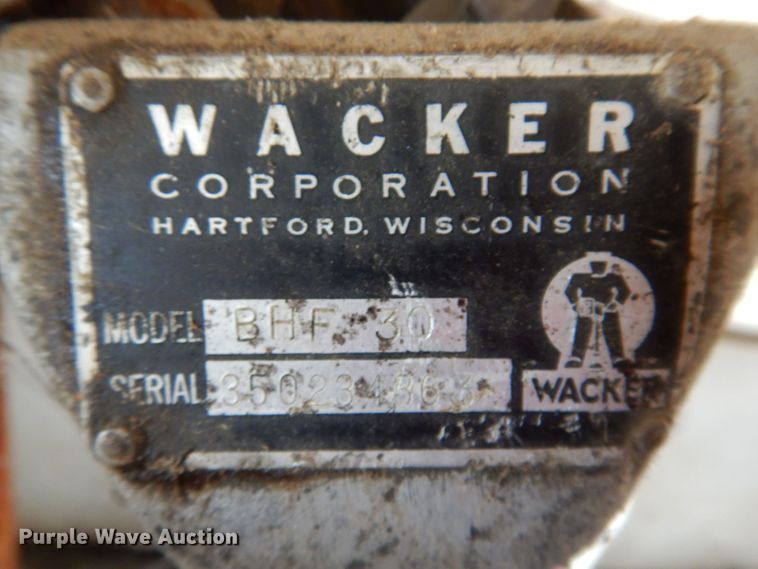 WACKER
CORPORATION
HARTFORD, WISCONSIN
MODEL BHF 30
SERIAL
WACKER
Purple Wave Auction®